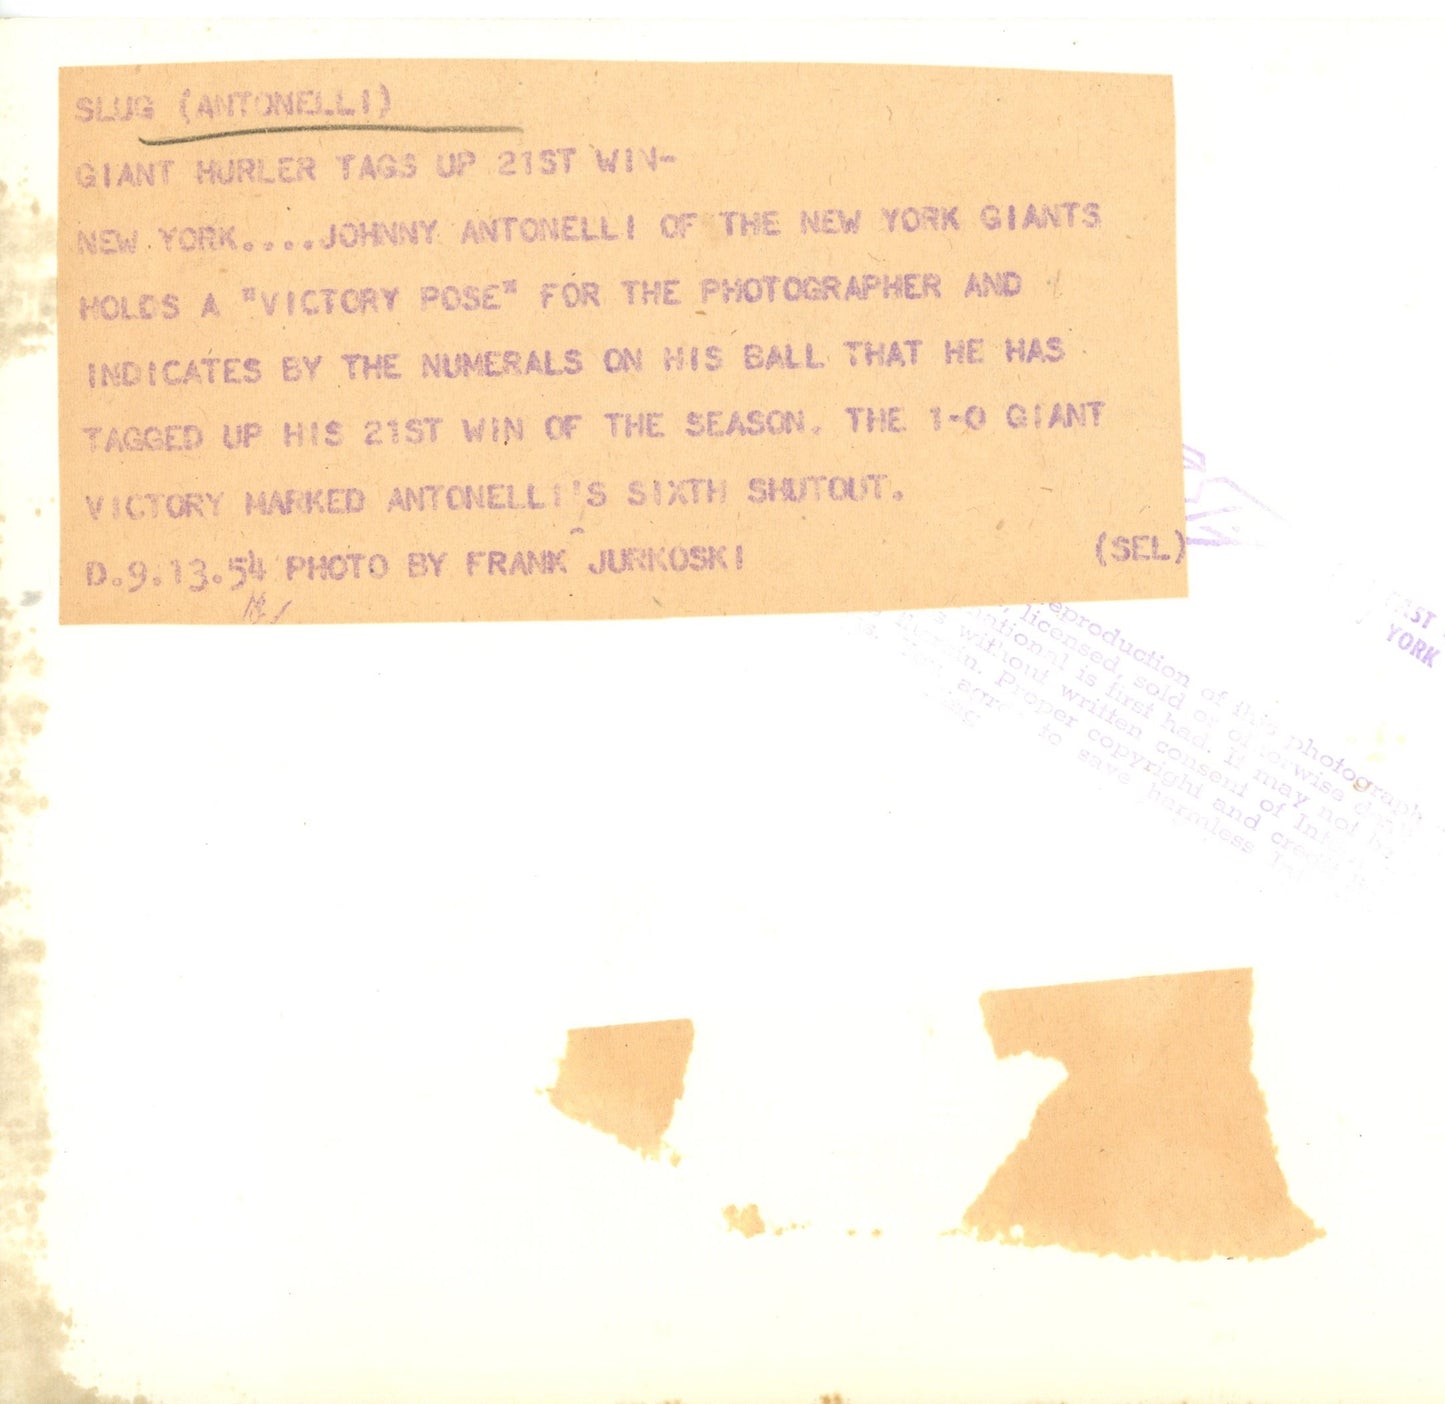 SLUG (ANTONELLI)
GIANT HURLER TAGS UP 21ST WIN-
NEW YORK....JOHNNY ANTONELLI OF THE NEW YORK GIANTS
HOLDS A "VICTORY POSE" FOR THE PHOTOGRAPHER AND
INDICATES BY THE NUMERALS ON HIS BALL THAT HE HAS
TAGGED UP HIS 21ST WIN OF THE SEASON. THE 1-0 GIANT
VICTORY MARKED ANTONELLI'S SIXTH SHUTOUT.
D.9.13.54 PHOTO BY FRANK JURKOSKI (SEL)
YORK
reproduction of this photograph
licensed, sold or otherwise
is first had. It may not be
without written consent of
Proper copyright and credit
to save harmless